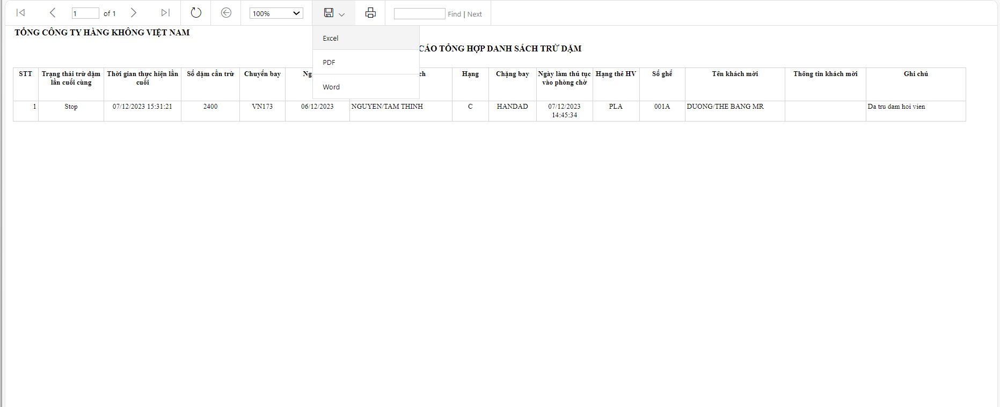 1 of 1 100% Find | Next
TỔNG CÔNG TY HÀNG KHÔNG VIỆT NAM
Excel
PDF
Word
CÁO TỔNG HỢP DANH SÁCH TRỪ DẶM
STT Trạng thái trừ dặm Thời gian thực hiện lần Số dặm cần trừ Chuyến bay Ng ch Hạng Chặng bay Ngày làm thủ tục Hạng thẻ HV Số ghế Tên khách mời Thông tin khách mời Ghi chú
lần cuối cùng cuối vào phòng chờ
1 Stop 07/12/2023 15:31:21 2400 VN173 06/12/2023 NGUYEN/TAM THINH C HANDAD 07/12/2023 PLA 001A DUONG/THE BANG MR Da tru dam hoi vien
14:45:34